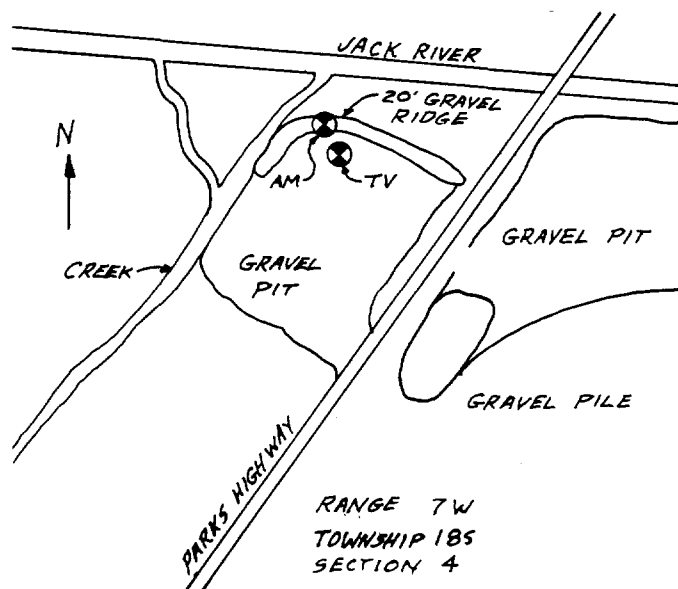 JACK RIVER
20' GRAVEL
RIDGE
N
AM
TV
CREEK
GRAVEL
PIT
GRAVEL PIT
GRAVEL PILE
PARKS HIGHWAY
RANGE 7W
TOWNSHIP 18S
SECTION 4